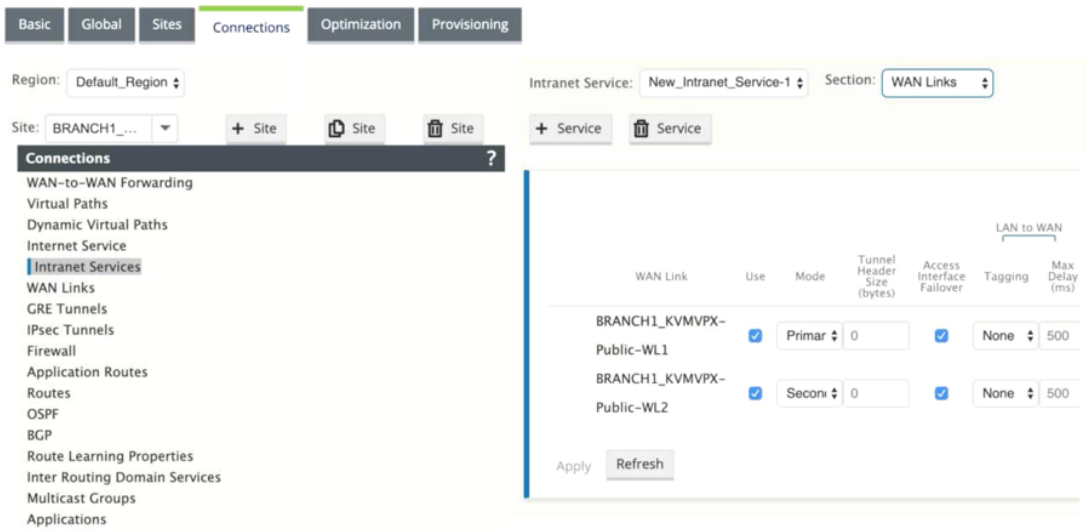 Basic Global Sites Connections Optimization Provisioning
Region: Default_Region
Site: BRANCH1_...
+ Site Site Site
Connections ?
WAN-to-WAN Forwarding
Virtual Paths
Dynamic Virtual Paths
Internet Service
Intranet Services
WAN Links
GRE Tunnels
IPsec Tunnels
Firewall
Application Routes
Routes
OSPF
BGP
Route Learning Properties
Inter Routing Domain Services
Multicast Groups
Applications
Intranet Service: New_Intranet_Service-1 Section: WAN Links
+ Service Service
LAN to WAN
WAN Link Use Mode Tunnel Header Size (bytes) Access Interface Failover Tagging Max Delay (ms)
BRANCH1_KVMVPX-
Public-WL1
Primar 0 None 500
BRANCH1_KVMVPX-
Public-WL2
Secon 0 None 500
Apply Refresh